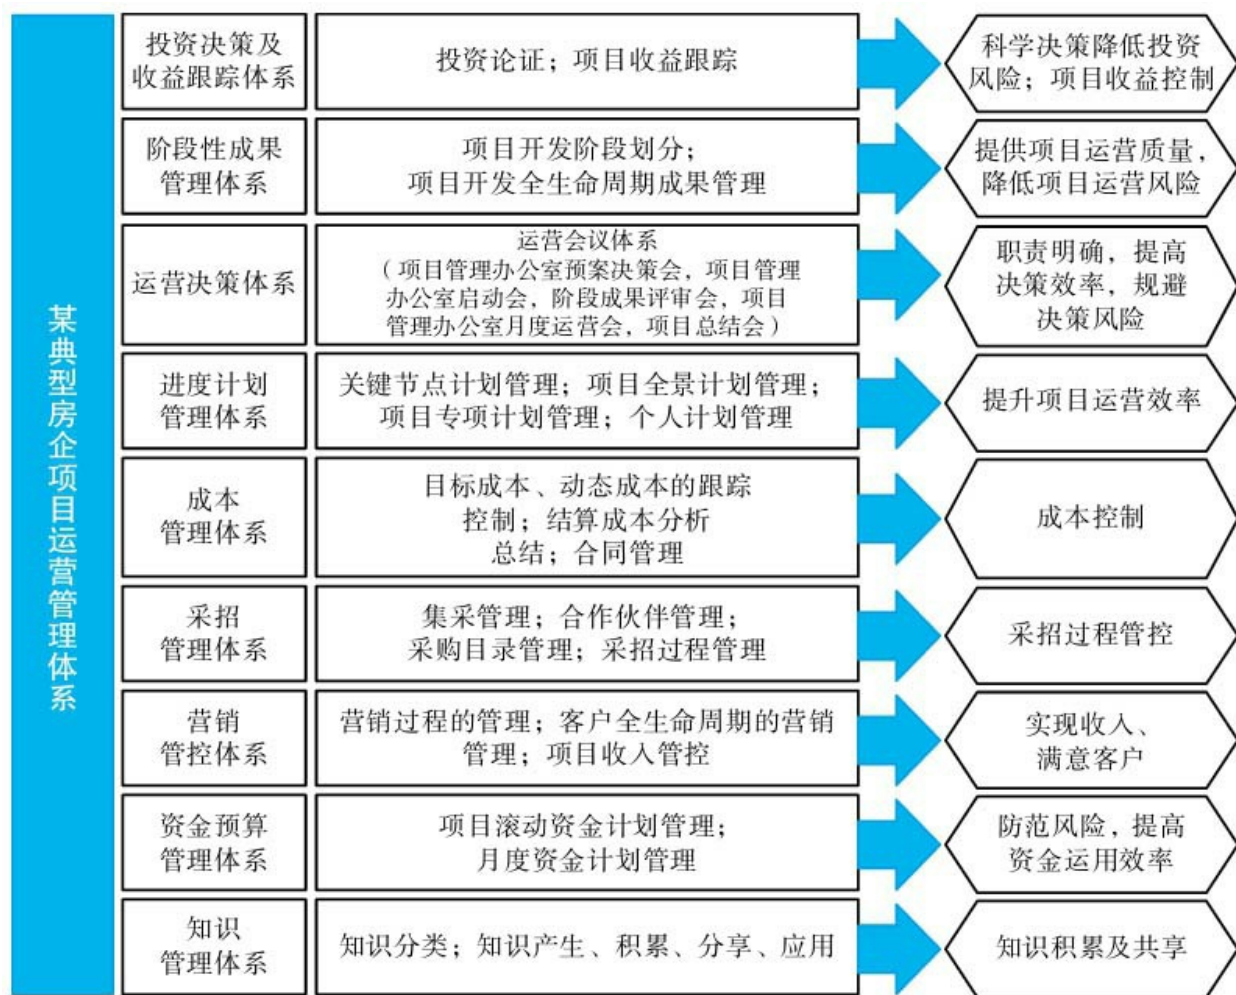 某典型房企项目运营管理体系
投资决策及
收益跟踪体系
投资论证；项目收益跟踪
科学决策降低投资
风险；项目收益控制
阶段性成果
管理体系
项目开发阶段划分；
项目开发全生命周期成果管理
提供项目运营质量，
降低项目运营风险
运营决策体系
运营会议体系
（项目管理办公室预案决策会，项目管理
办公室启动会，阶段成果评审会，项目
管理办公室月度运营会，项目总结会）
职责明确，提高
决策效率，规避
决策风险
进度计划
管理体系
关键节点计划管理；项目全景计划管理；
项目专项计划管理；个人计划管理
提升项目运营效率
成本
管理体系
目标成本、动态成本的跟踪
控制；结算成本分析
总结；合同管理
成本控制
采招
管理体系
集采管理；合作伙伴管理；
采购目录管理；采招过程管理
采招过程管控
营销
管控体系
营销过程的管理；客户全生命周期的营销
管理；项目收入管控
实现收入、
满意客户
资金预算
管理体系
项目滚动资金计划管理；
月度资金计划管理
防范风险，提高
资金运用效率
知识
管理体系
知识分类；知识产生、积累、分享、应用
知识积累及共享